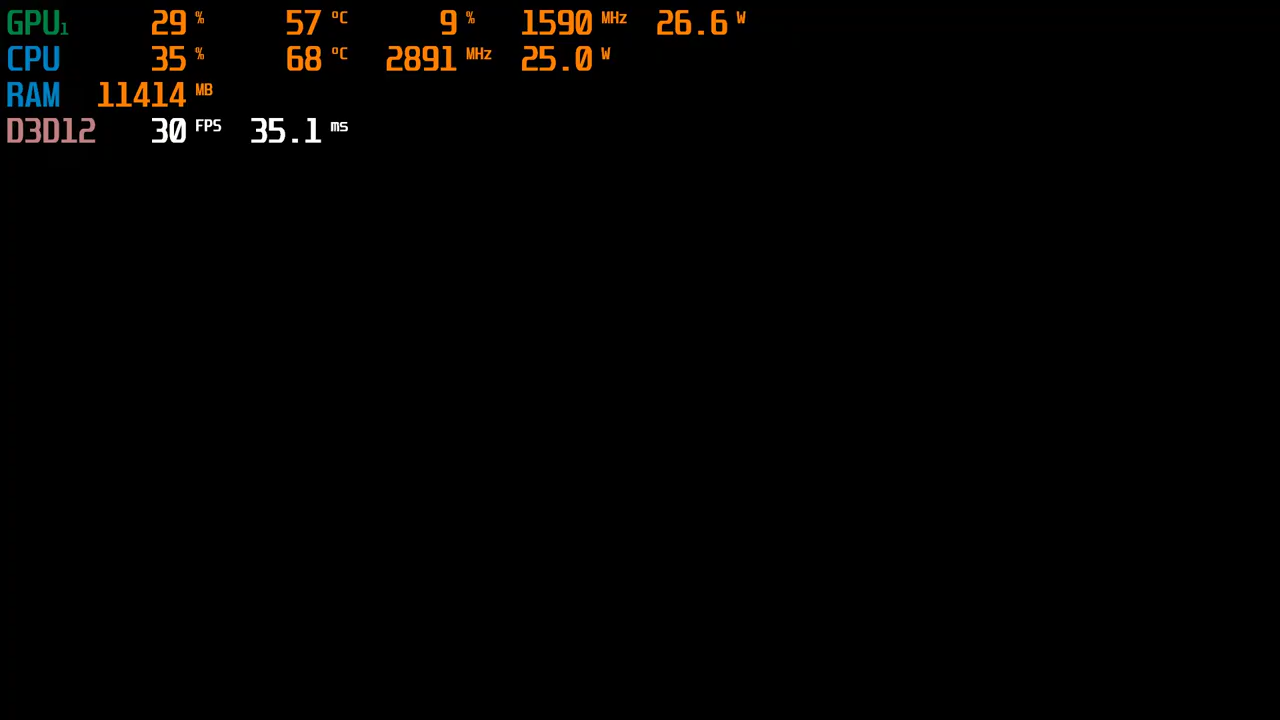 GPU1 29 % 57 °C 9 % 1590 MHz 26.6 W
CPU 35 % 68 °C 2891 MHz 25.0 W
RAM 11414 MB
D3D12 30 FPS 35.1 ms